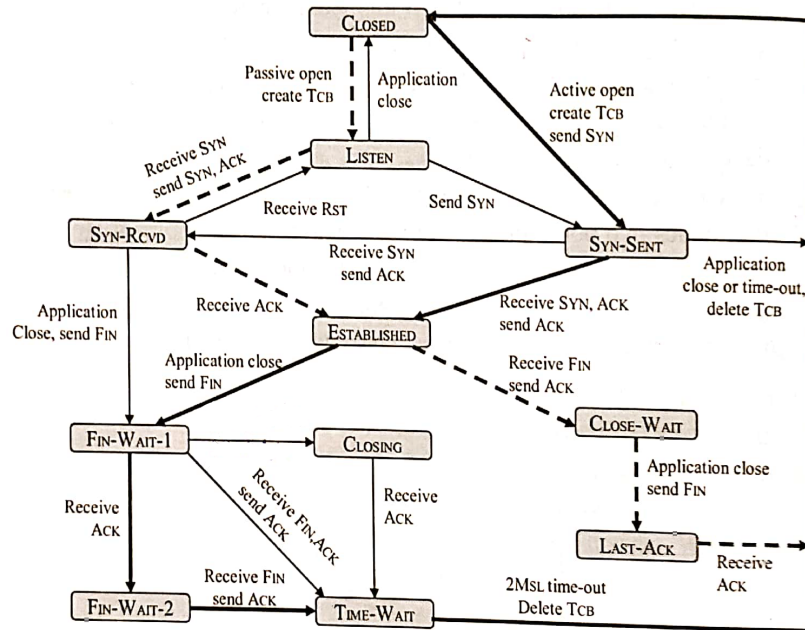 CLOSED
Passive open
create TCB
Application
close
Active open
create TCB
send SYN
LISTEN
Receive SYN
send SYN, ACK
Receive RST
Send SYN
SYN-RCVD
SYN-SENT
Receive SYN
send ACK
Application
close or time-out,
delete TCB
Application
Close, send FIN
Receive ACK
Receive SYN, ACK
send ACK
ESTABLISHED
Application close
send FIN
Receive FIN
send ACK
CLOSE-WAIT
FIN-WAIT-1
CLOSING
Application close
send FIN
Receive
ACK
Receive FIN,ACK
send ACK
Receive
ACK
LAST-ACK
Receive
ACK
Receive FIN
send ACK
FIN-WAIT-2
TIME-WAIT
2MSL time-out
Delete TCB